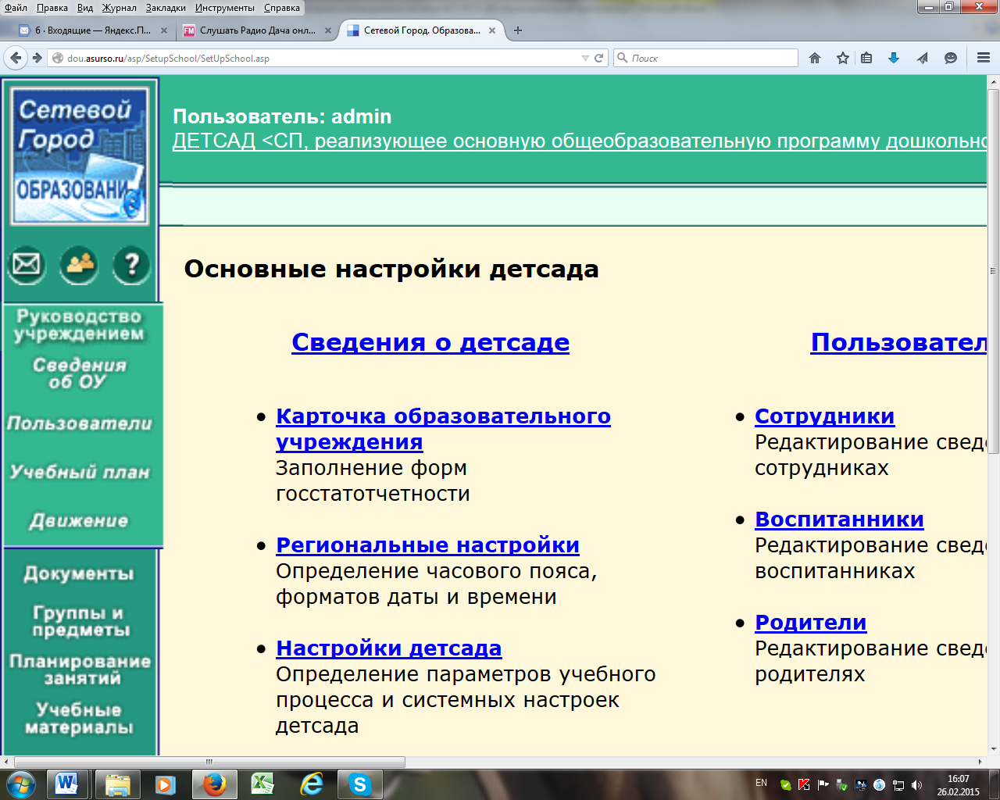 Файл Правка Вид Журнал Закладки Инструменты Справка
6 · Входящие — Яндекс.П...
Слушать Радио Дача онл...
Сетевой Город. Образова...
dou.asurso.ru/asp/SetupSchool/SetUpSchool.asp
Поиск
Сетевой
Город
ОБРАЗОВАНИ
Пользователь: admin
ДЕТСАД <СП, реализующее основную общеобразовательную программу дошкольно
Руководство
учреждением
Сведения
об ОУ
Пользователи
Учебный план
Движение
Документы
Группы и
предметы
Планирование
занятий
Учебные
материалы
Основные настройки детсада
Сведения о детсаде
Карточка образовательного
учреждения
Заполнение форм
госстатотчетности
Региональные настройки
Определение часового пояса,
форматов даты и времени
Настройки детсада
Определение параметров учебного
процесса и системных настроек
детсада
Пользовател
Сотрудники
Редактирование сведе
сотрудниках
Воспитанники
Редактирование сведе
воспитанниках
Родители
Редактирование сведе
родителях
EN
16:07
26.02.2015